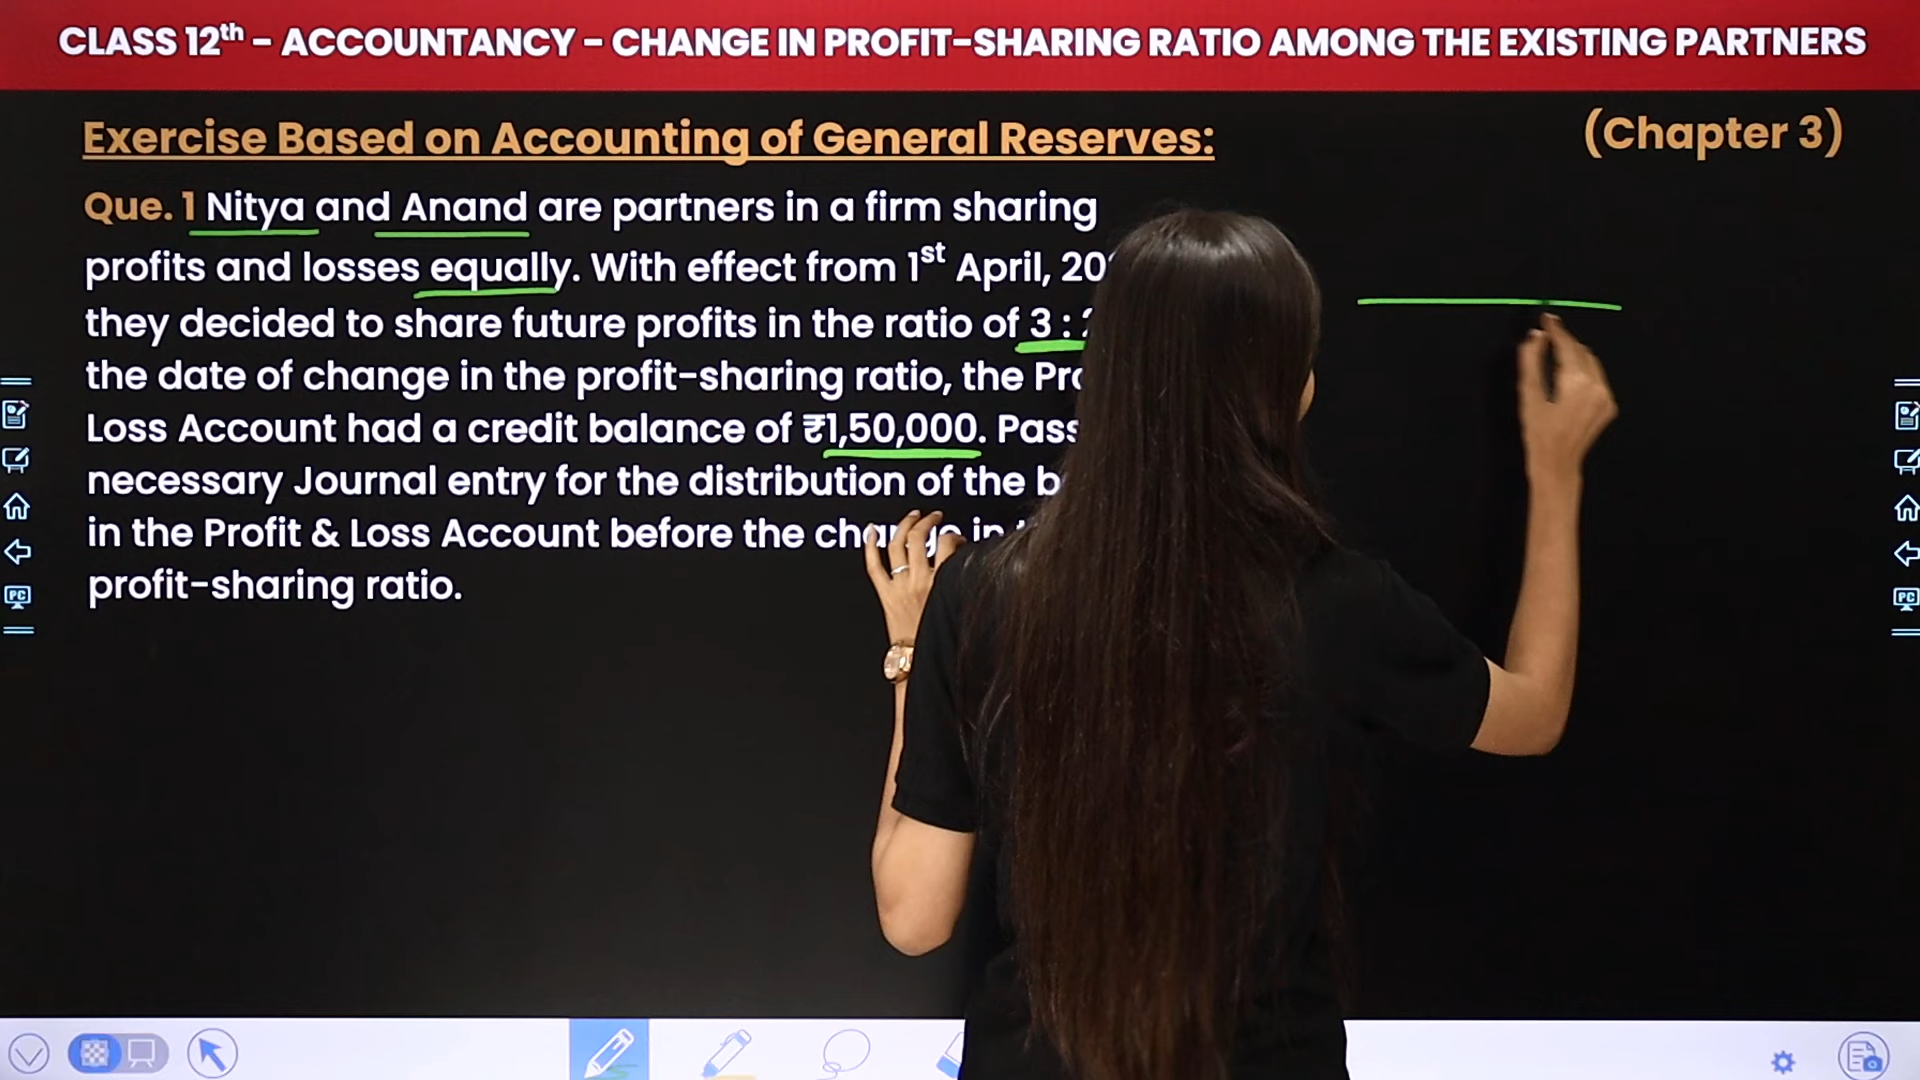 CLASS 12th - ACCOUNTANCY - CHANGE IN PROFIT-SHARING RATIO AMONG THE EXISTING PARTNERS
Exercise Based on Accounting of General Reserves:
(Chapter 3)
Que. 1 Nitya and Anand are partners in a firm sharing
profits and losses equally. With effect from 1st April,
they decided to share future profits in the ratio of 3 :
the date of change in the profit-sharing ratio, the
Loss Account had a credit balance of ₹1,50,000. Pass
necessary Journal entry for the distribution of the
in the Profit & Loss Account before the change in
profit-sharing ratio.
PC
PC